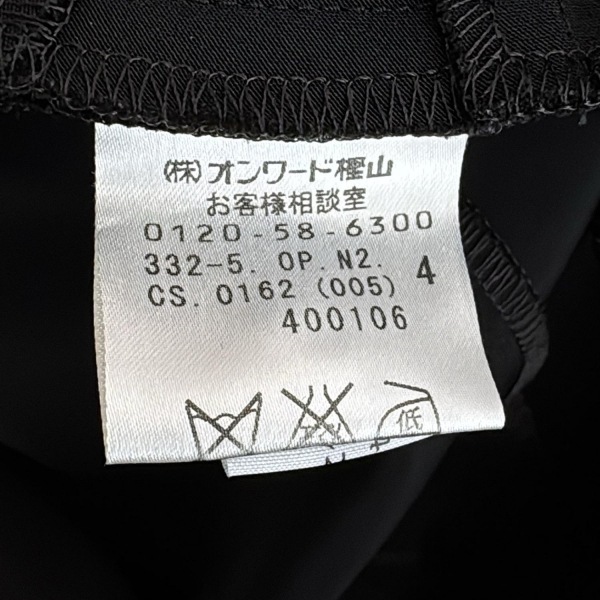 (株)オンワード樫山
お客様相談室
0120-58-6300
332-5. OP. N2. 4
CS. 0162 (005)
400106
低